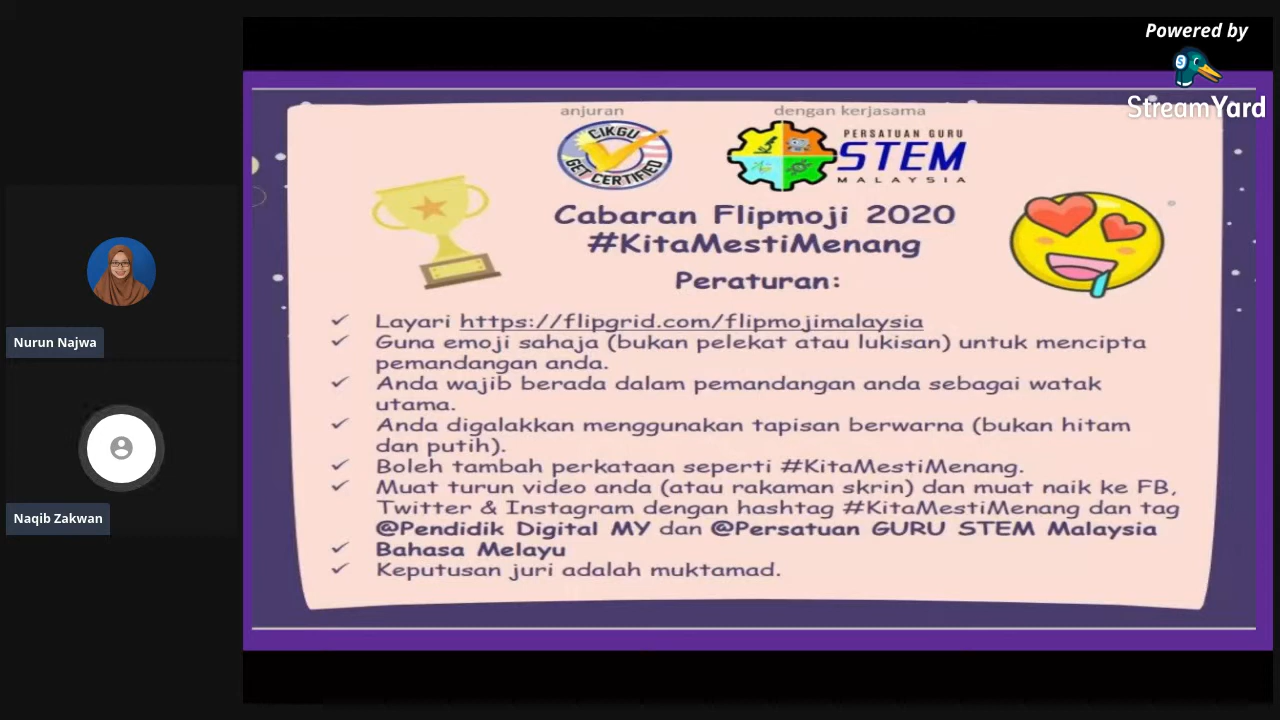 Powered by
StreamYard
anjuran
dengan kerjasama
CIKGU
GET CERTIFIED
PERSATUAN GURU
STEM
MALAYSIA
Cabaran Flipmoji 2020
#KitaMestiMenang
Peraturan:
✓ Layari https://flipgrid.com/flipmojimalaysia
✓ Guna emoji sahaja (bukan pelekat atau lukisan) untuk mencipta
pemandangan anda.
✓ Anda wajib berada dalam pemandangan anda sebagai watak
utama.
✓ Anda digalakkan menggunakan tapisan berwarna (bukan hitam
dan putih).
✓ Boleh tambah perkataan seperti #KitaMestiMenang.
✓ Muat turun video anda (atau rakaman skrin) dan muat naik ke FB,
Twitter & Instagram dengan hashtag #KitaMestiMenang dan tag
@Pendidik Digital MY dan @Persatuan GURU STEM Malaysia
✓ Bahasa Melayu
✓ Keputusan juri adalah muktamad.
Nurun Najwa
Naqib Zakwan